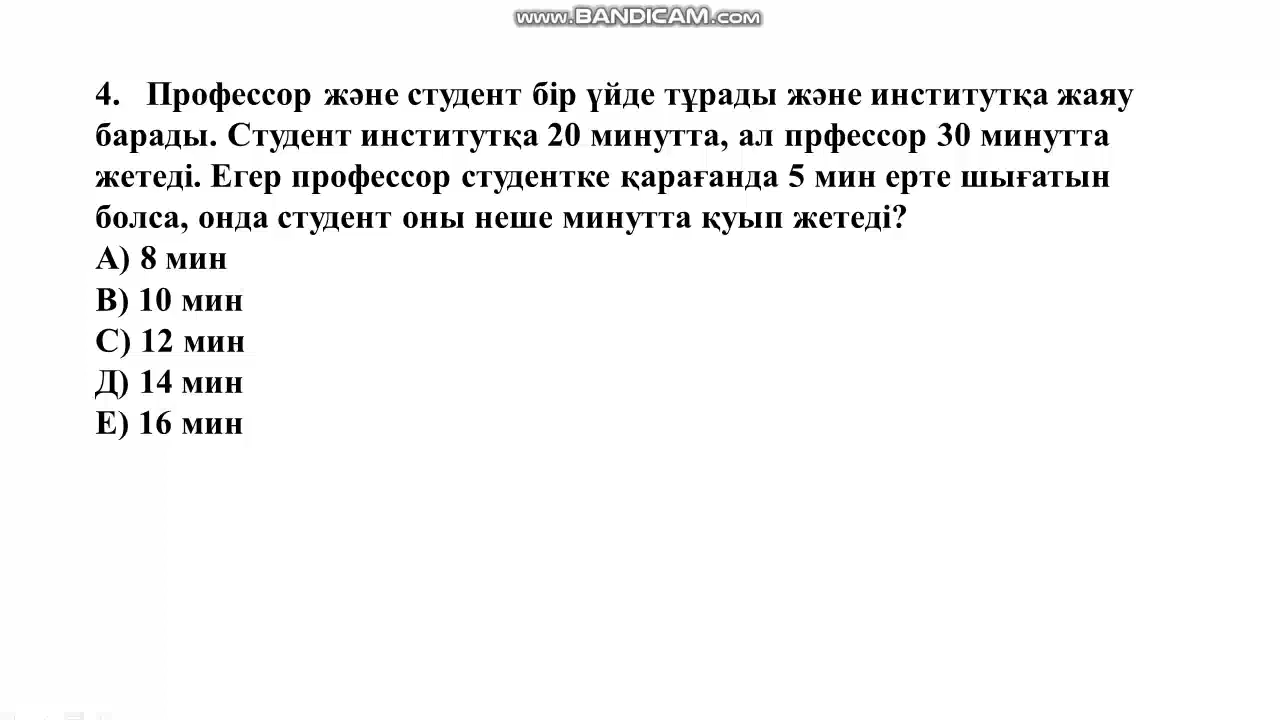 www.BANDICAM.com
4. Профессор және студент бір үйде тұрады және институтқа жаяу
барады. Студент институтқа 20 минутта, ал прфессор 30 минутта
жетеді. Егер профессор студентке қарағанда 5 мин ерте шығатын
болса, онда студент оны неше минутта қуып жетеді?
А) 8 мин
В) 10 мин
С) 12 мин
Д) 14 мин
Е) 16 мин